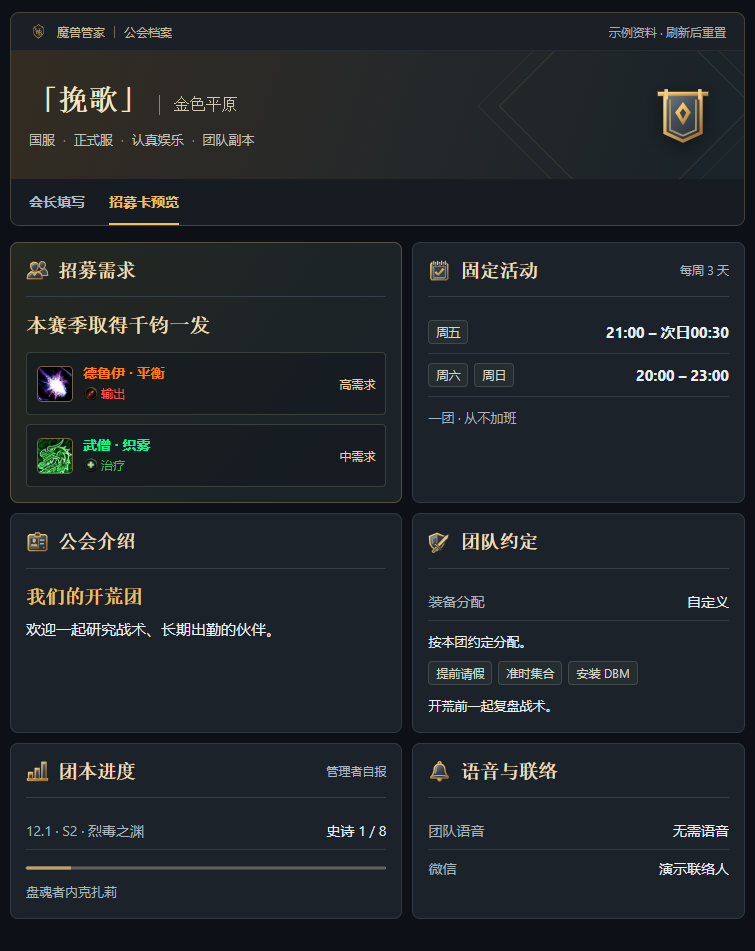 魔兽管家 | 公会档案
示例资料 · 刷新后重置
「挽歌」 | 金色平原
国服 · 正式服 · 认真娱乐 · 团队副本
会长填写 招募卡预览
招募需求
本赛季取得千钧一发
德鲁伊 · 平衡
输出
高需求
武僧 · 织雾
治疗
中需求
固定活动
每周 3 天
周五 21:00 – 次日00:30
周六 周日 20:00 – 23:00
一团 · 从不加班
公会介绍
我们的开荒团
欢迎一起研究战术、长期出勤的伙伴。
团队约定
装备分配 自定义
按本团约定分配。
提前请假 准时集合 安装 DBM
开荒前一起复盘战术。
团本进度
管理者自报
12.1 · S2 · 烈毒之渊 史诗 1 / 8
盘魂者内克扎莉
语音与联络
团队语音 无需语音
微信 演示联络人